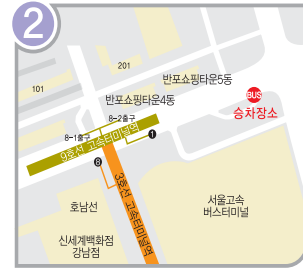 2
201
101
반포쇼핑타운5동
BUS
승차장소
반포쇼핑타운4동
8-2출구
8-1출구
9호선 고속터미널역
1
8
3호선 고속터미널역
호남선
서울고속
버스터미널
신세계백화점
강남점